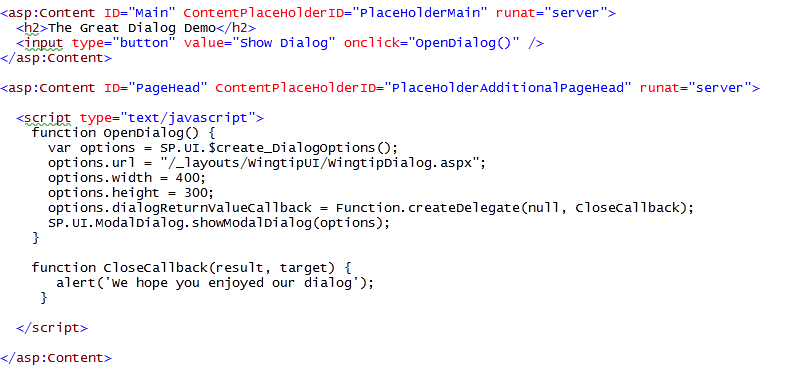 <asp:Content ID="Main" ContentPlaceHolderID="PlaceHolderMain" runat="server">
  <h2>The Great Dialog Demo</h2>
  <input type="button" value="Show Dialog" onclick="OpenDialog()" />
</asp:Content>

<asp:Content ID="PageHead" ContentPlaceHolderID="PlaceHolderAdditionalPageHead" runat="server">

  <script type="text/javascript">
    function OpenDialog() {
      var options = SP.UI.$create_DialogOptions();
      options.url = "/_layouts/WingtipUI/WingtipDialog.aspx";
      options.width = 400;
      options.height = 300;
      options.dialogReturnValueCallback = Function.createDelegate(null, CloseCallback);
      SP.UI.ModalDialog.showModalDialog(options);
    }

    function CloseCallback(result, target) {
       alert('We hope you enjoyed our dialog');
     }

  </script>

</asp:Content>